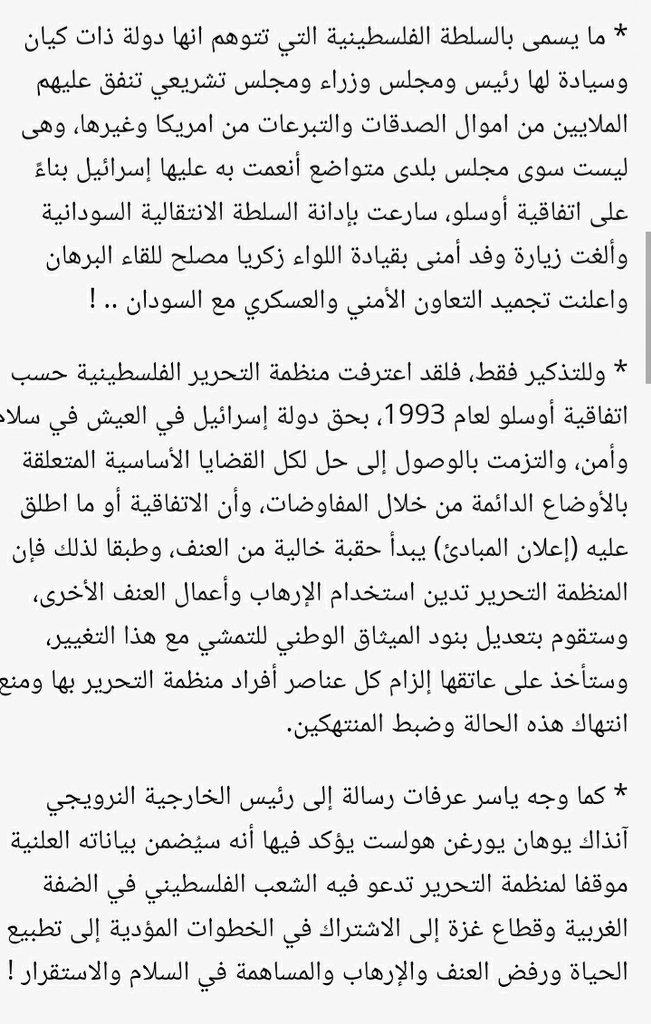 * ما يسمى بالسلطة الفلسطينية التي تتوهم انها دولة ذات كيان
وسيادة لها رئيس ومجلس وزراء ومجلس تشريعي تنفق عليهم
الملايين من اموال الصدقات والتبرعات من امريكا وغيرها، وهى
ليست سوى مجلس بلدى متواضع أنعمت به عليها إسرائيل بناءً
على اتفاقية أوسلو، سارعت بإدانة السلطة الانتقالية السودانية
وألغت زيارة وفد أمنى بقيادة اللواء زكريا مصلح للقاء البرهان
واعلنت تجميد التعاون الأمني والعسكري مع السودان .. !
* وللتذكير فقط، فلقد اعترفت منظمة التحرير الفلسطينية حسب
اتفاقية أوسلو لعام 1993، بحق دولة إسرائيل في العيش في سلام
وأمن، والتزمت بالوصول إلى حل لكل القضايا الأساسية المتعلقة
بالأوضاع الدائمة من خلال المفاوضات، وأن الاتفاقية أو ما اطلق
عليه (إعلان المبادئ) يبدأ حقبة خالية من العنف، وطبقا لذلك فإن
المنظمة التحرير تدين استخدام الإرهاب وأعمال العنف الأخرى،
وستقوم بتعديل بنود الميثاق الوطني للتمشي مع هذا التغيير،
وستأخذ على عاتقها إلزام كل عناصر أفراد منظمة التحرير بها ومنع
انتهاك هذه الحالة وضبط المنتهكين.
* كما وجه ياسر عرفات رسالة إلى رئيس الخارجية النرويجي
آنذاك يوهان يورغن هولست يؤكد فيها أنه سيُضمن بياناته العلنية
موقفا لمنظمة التحرير تدعو فيه الشعب الفلسطيني في الضفة
الغربية وقطاع غزة إلى الاشتراك في الخطوات المؤدية إلى تطبيع
الحياة ورفض العنف والإرهاب والمساهمة في السلام والاستقرار !